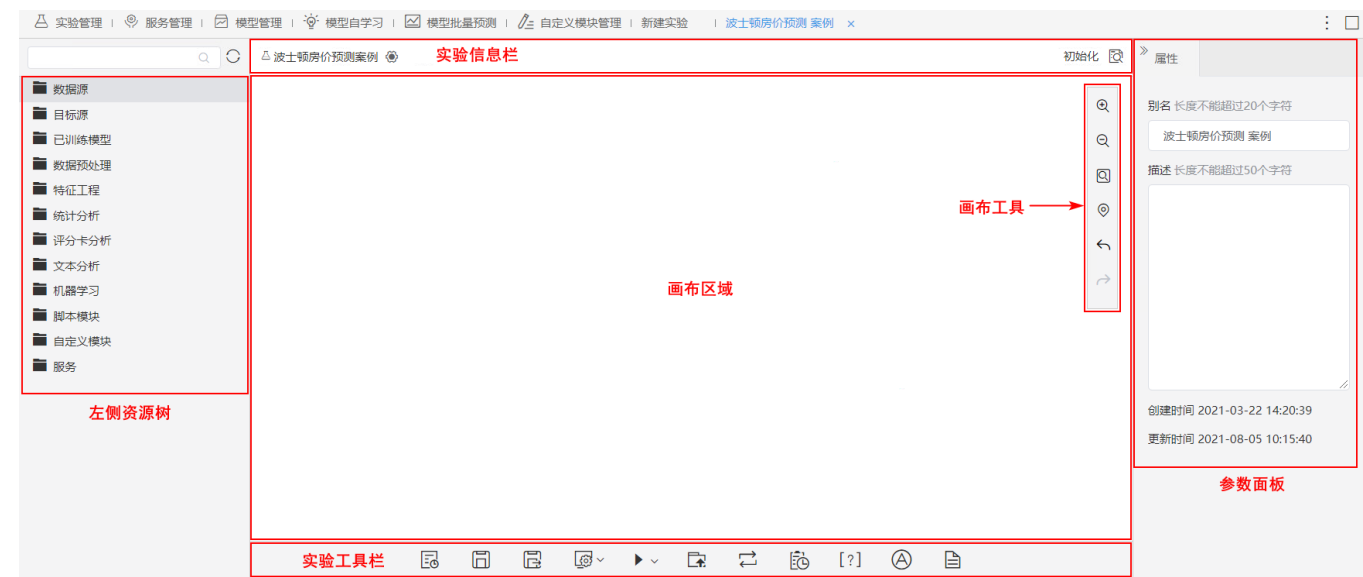 实验管理 服务管理 模型管理 模型自学习 模型批量预测 自定义模块管理 新建实验 波士顿房价预测 案例 ×
波士顿房价预测案例 实验信息栏 初始化
属性
数据源
目标源
已训练模型
数据预处理
特征工程
统计分析
评分卡分析
文本分析
机器学习
脚本模块
自定义模块
服务
左侧资源树
画布工具
画布区域
别名 长度不能超过20个字符
波士顿房价预测 案例
描述 长度不能超过50个字符
创建时间 2021-03-22 14:20:39
更新时间 2021-08-05 10:15:40
参数面板
实验工具栏 [?] A